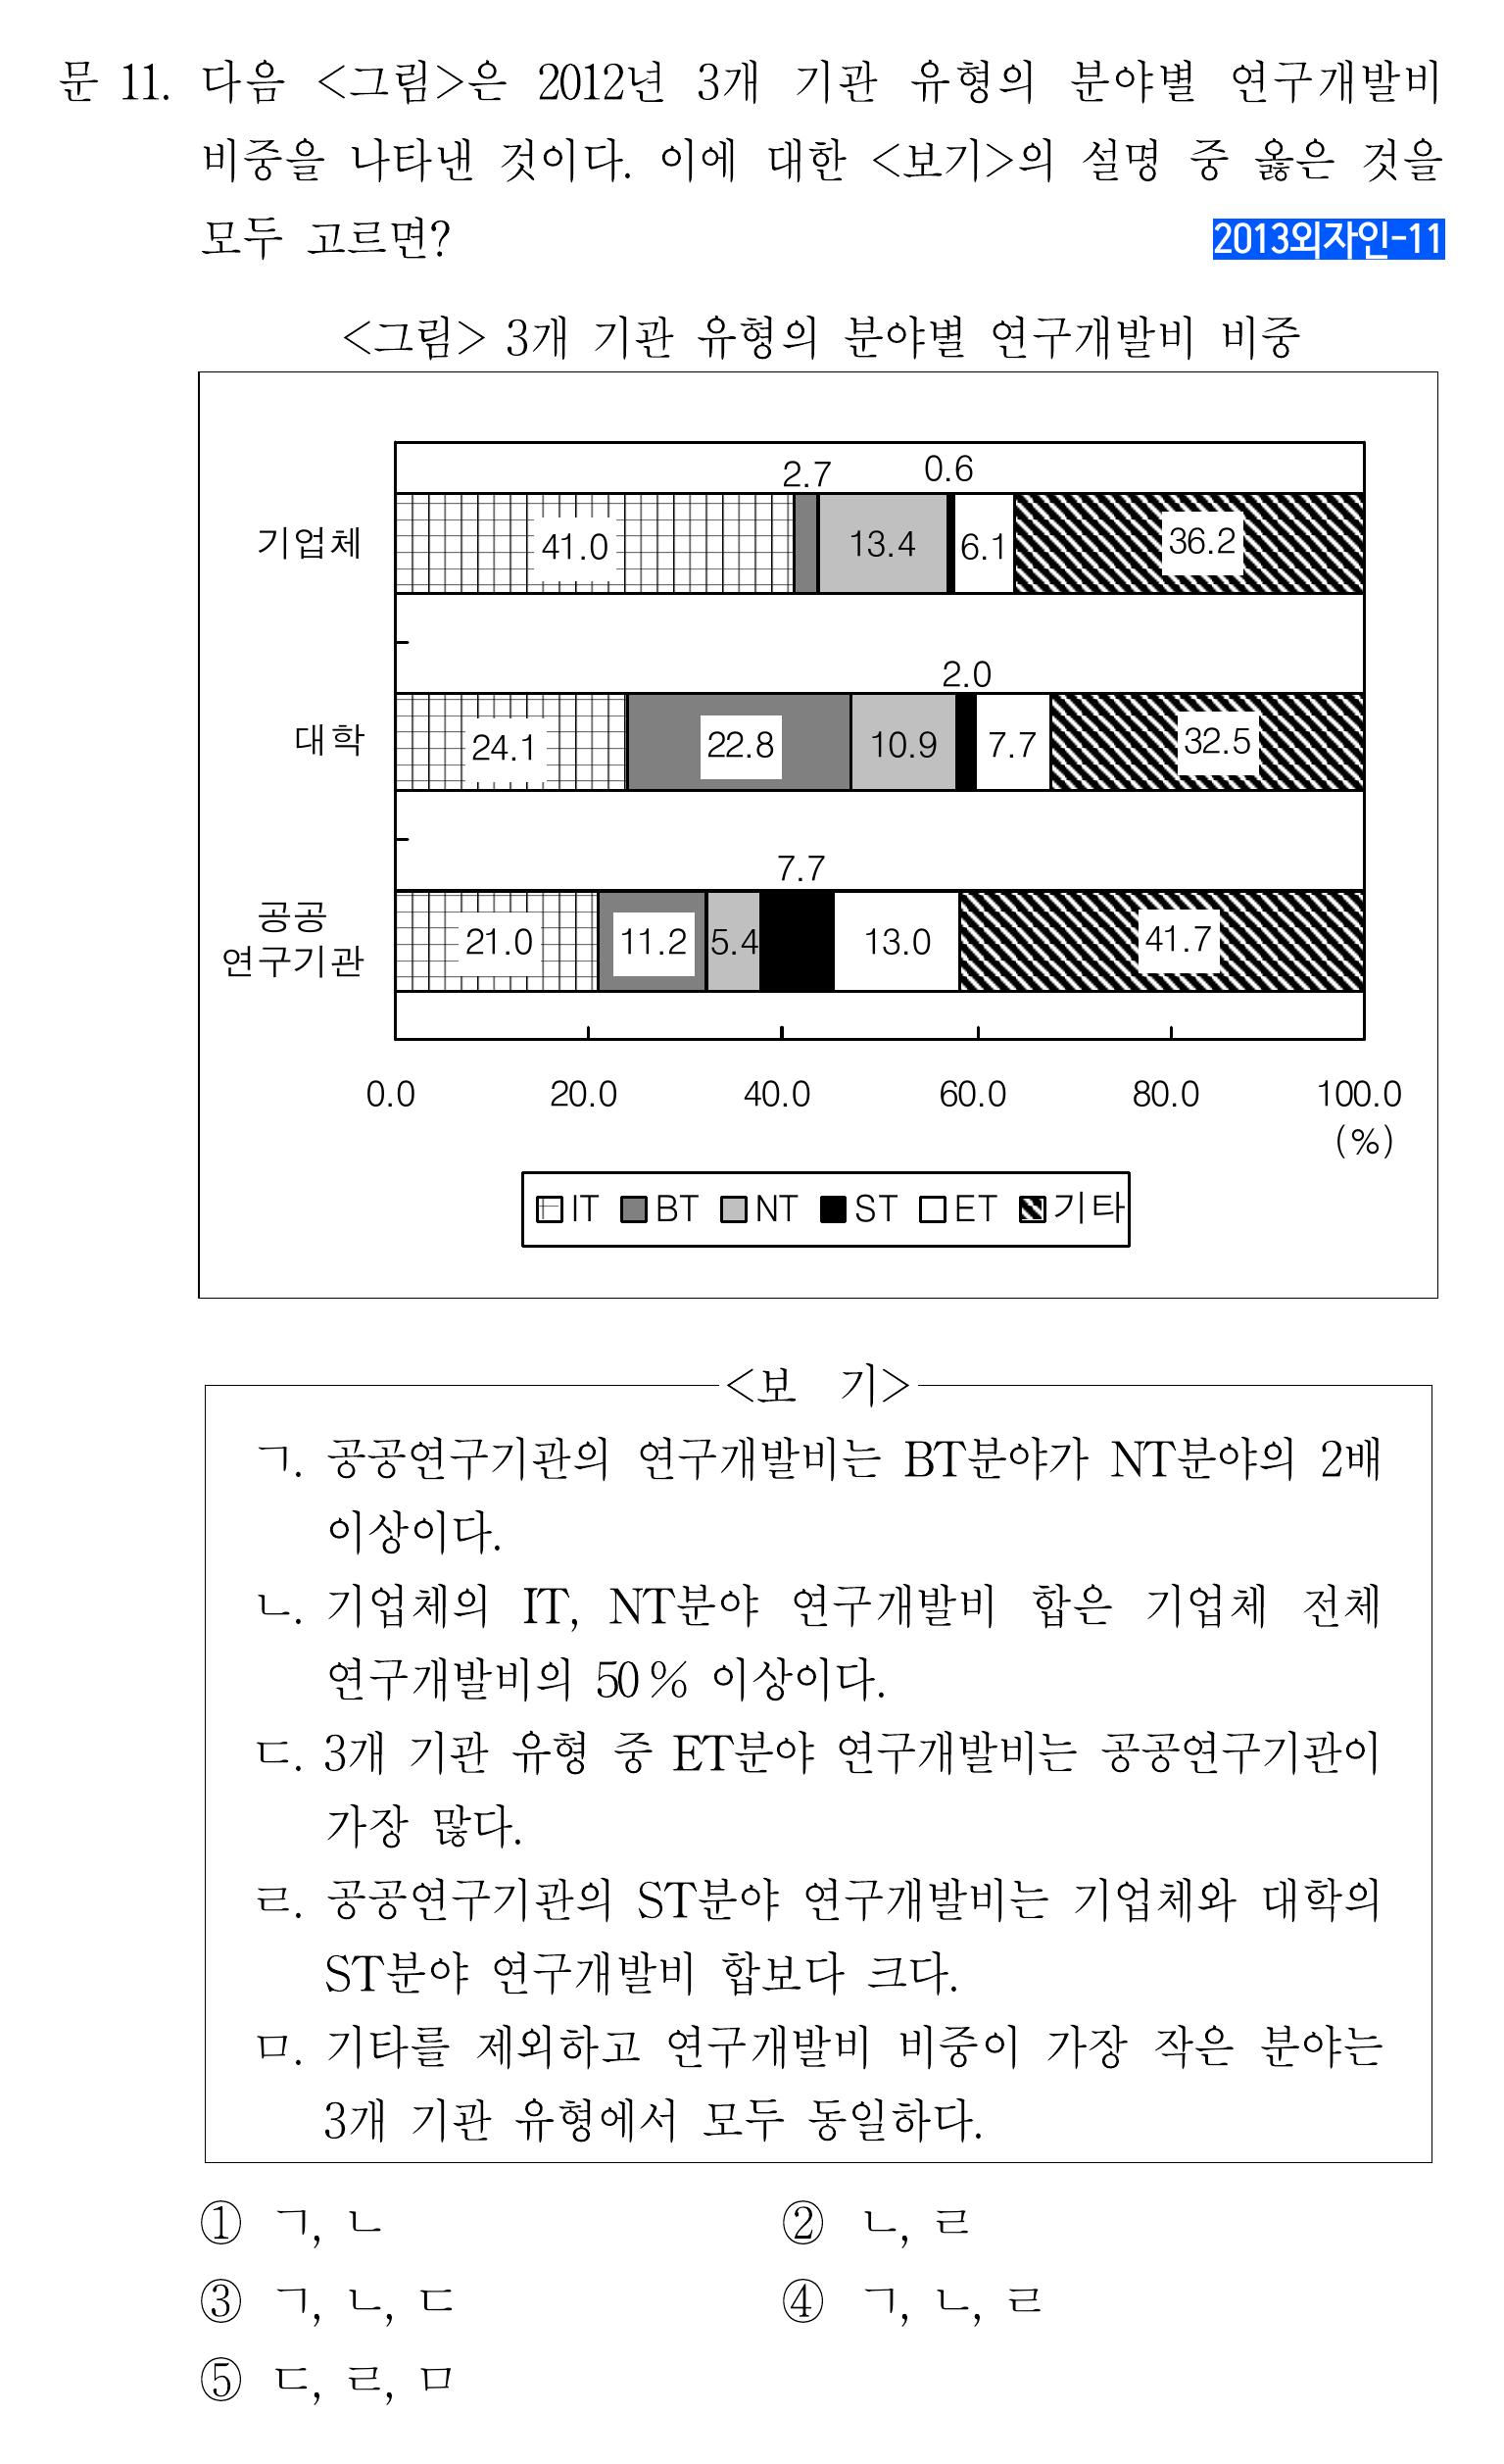 문 11. 다음 <그림>은 2012년 3개 기관 유형의 분야별 연구개발비
비중을 나타낸 것이다. 이에 대한 <보기>의 설명 중 옳은 것을
모두 고르면?
2013외자인-11
<그림> 3개 기관 유형의 분야별 연구개발비 비중
2.7 0.6
기업체 41.0 13.4 6.1 36.2
2.0
대학 24.1 22.8 10.9 7.7 32.5
7.7
공공
연구기관 21.0 11.2 5.4 13.0 41.7
0.0 20.0 40.0 60.0 80.0 100.0
(%)
IT BT NT ST ET 기타
<보 기>
ㄱ. 공공연구기관의 연구개발비는 BT분야가 NT분야의 2배
이상이다.
ㄴ. 기업체의 IT, NT분야 연구개발비 합은 기업체 전체
연구개발비의 50% 이상이다.
ㄷ. 3개 기관 유형 중 ET분야 연구개발비는 공공연구기관이
가장 많다.
ㄹ. 공공연구기관의 ST분야 연구개발비는 기업체와 대학의
ST분야 연구개발비 합보다 크다.
ㅁ. 기타를 제외하고 연구개발비 비중이 가장 작은 분야는
3개 기관 유형에서 모두 동일하다.
① ㄱ, ㄴ ② ㄴ, ㄹ
③ ㄱ, ㄴ, ㄷ ④ ㄱ, ㄴ, ㄹ
⑤ ㄷ, ㄹ, ㅁ